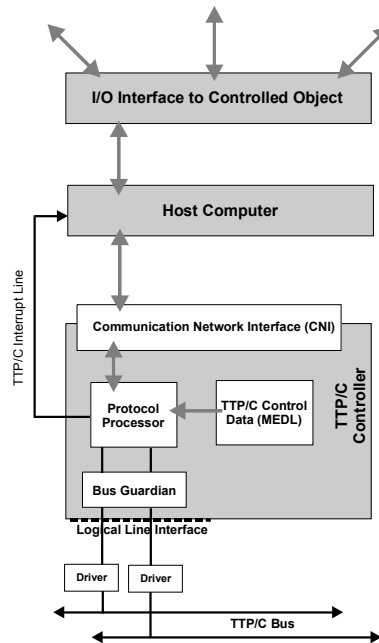 I/O Interface to Controlled Object
Host Computer
TTP/C Interrupt Line
Communication Network Interface (CNI)
Protocol
Processor
TTP/C Control
Data (MEDL)
TTP/C
Controller
Bus Guardian
Logical Line Interface
Driver
Driver
TTP/C Bus